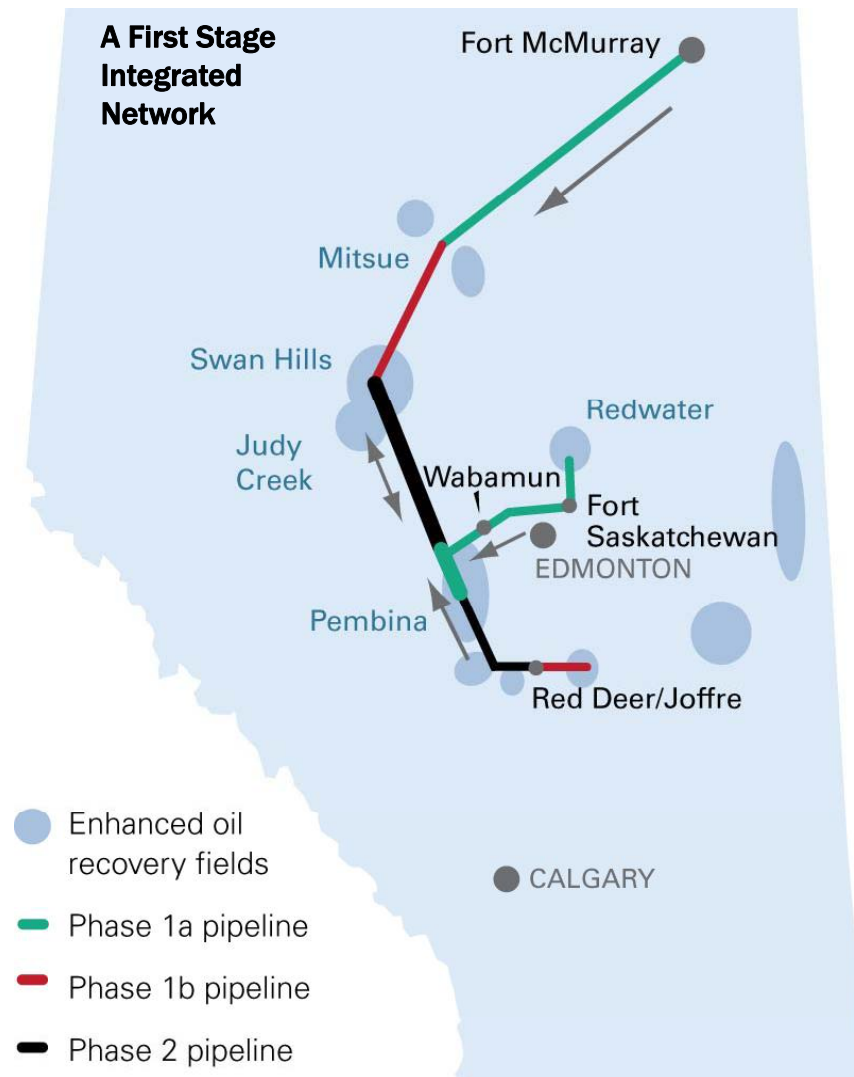 A First Stage
Integrated
Network
Fort McMurray
Mitsue
Swan Hills
Redwater
Judy
Creek
Wabamun
Fort
Saskatchewan
EDMONTON
Pembina
Red Deer/Joffre
CALGARY
Enhanced oil
recovery fields
Phase 1a pipeline
Phase 1b pipeline
Phase 2 pipeline